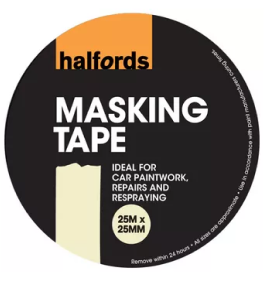 halfords
MASKING
TAPE
IDEAL FOR
CAR PAINTWORK,
REPAIRS AND
RESPRAYING
25M x
25MM
Remove within 24 hours • All sizes are approximate • Use in accordance with paint manufacturers curing times.